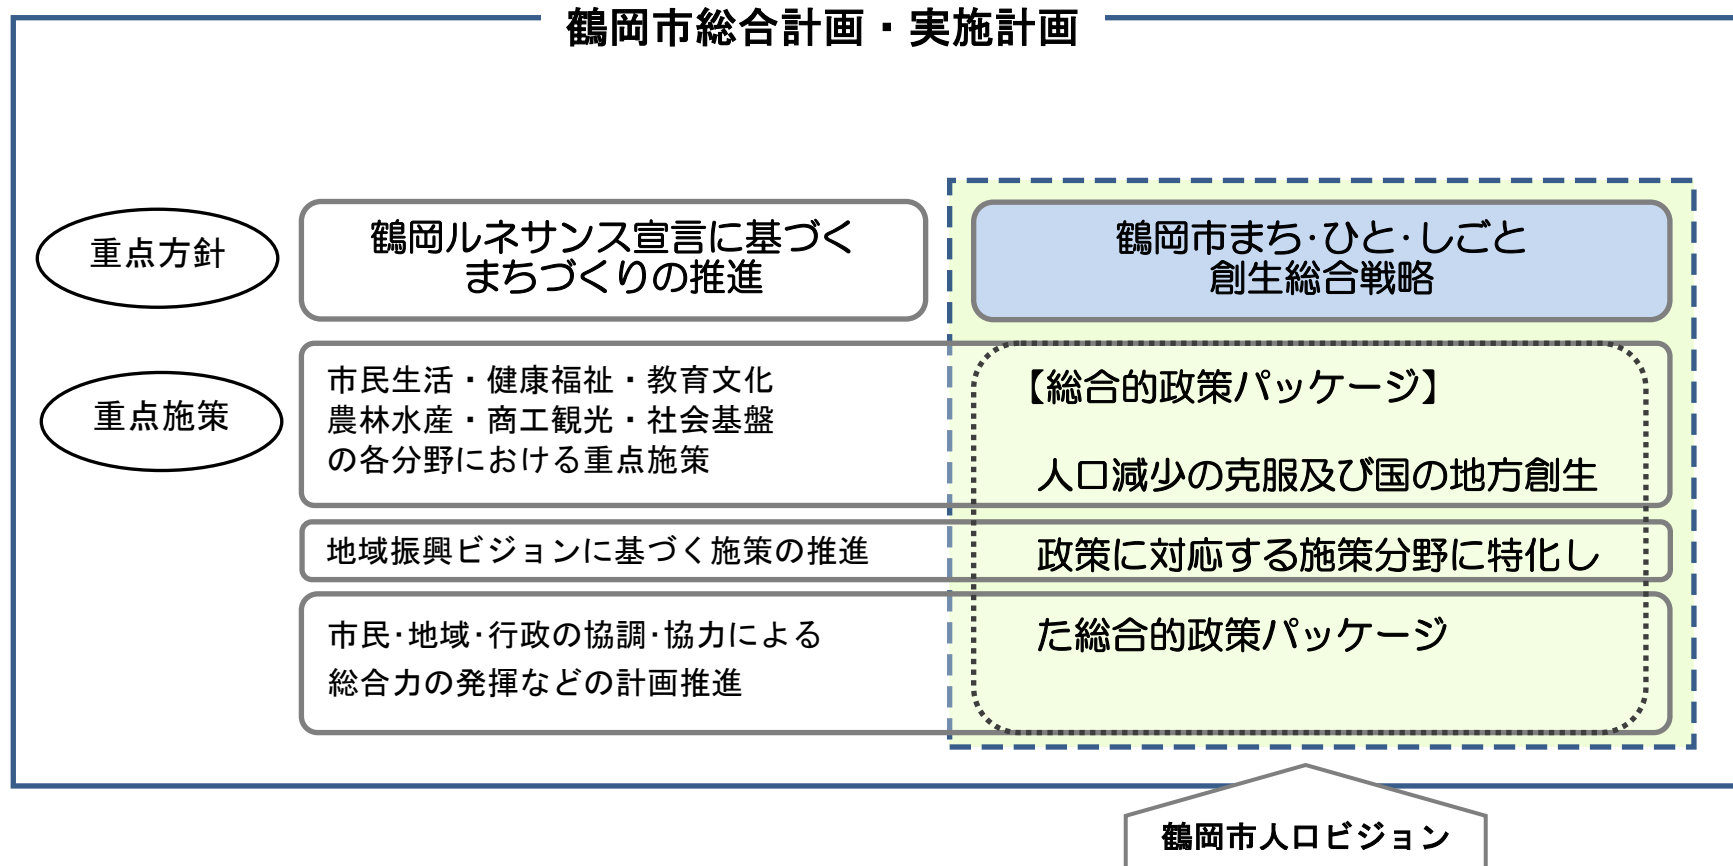 鶴岡市総合計画・実施計画
重点方針
鶴岡ルネサンス宣言に基づく
まちづくりの推進
鶴岡市まち・ひと・しごと
創生総合戦略
重点施策
市民生活・健康福祉・教育文化
農林水産・商工観光・社会基盤
の各分野における重点施策
地域振興ビジョンに基づく施策の推進
市民・地域・行政の協調・協力による
総合力の発揮などの計画推進
【総合的政策パッケージ】
人口減少の克服及び国の地方創生
政策に対応する施策分野に特化し
た総合的政策パッケージ
鶴岡市人口ビジョン